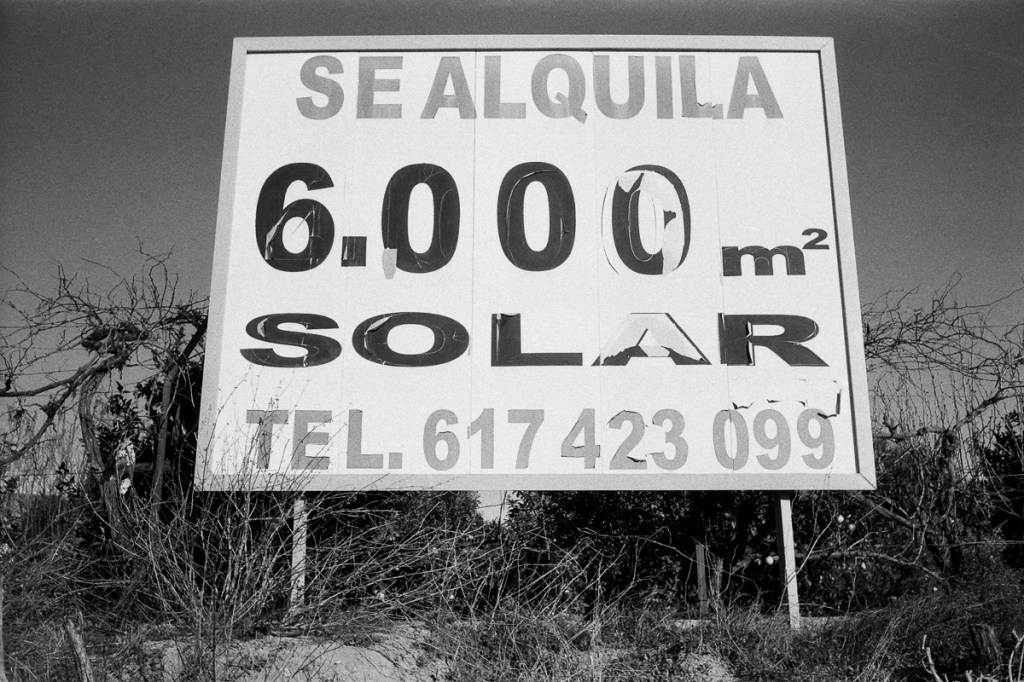 SE ALQUILA
6.000 m²
SOLAR
TEL. 617 423 099